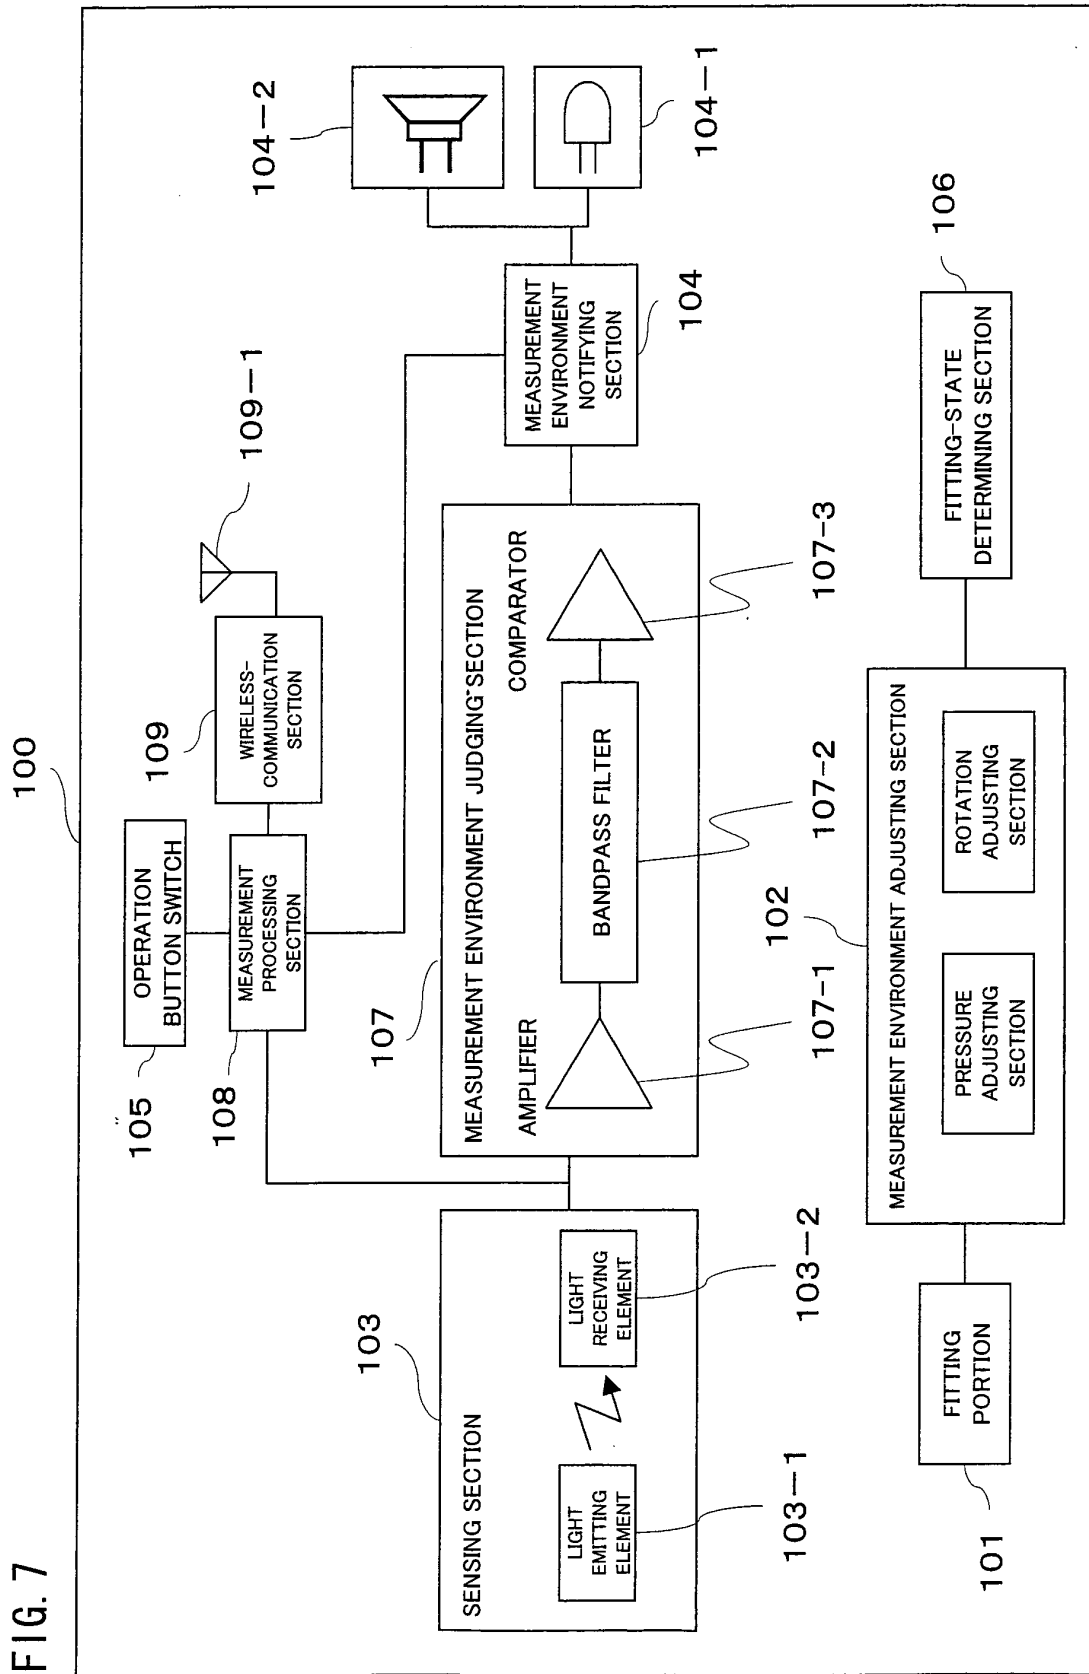 FIG. 7
100
105
OPERATION
BUTTON SWITCH
108
MEASUREMENT
PROCESSING
SECTION
109
WIRELESS-
COMMUNICATION
SECTION
109-1
104-2
104-1
MEASUREMENT
ENVIRONMENT
NOTIFYING
SECTION
104
103
SENSING SECTION
LIGHT
EMITTING
ELEMENT
103-1
LIGHT
RECEIVING
ELEMENT
103-2
107
MEASUREMENT ENVIRONMENT JUDGING SECTION
AMPLIFIER
107-1
BANDPASS FILTER
107-2
COMPARATOR
107-3
FITTING
PORTION
101
102
MEASUREMENT ENVIRONMENT ADJUSTING SECTION
PRESSURE
ADJUSTING
SECTION
ROTATION
ADJUSTING
SECTION
FITTING-STATE
DETERMINING SECTION
106